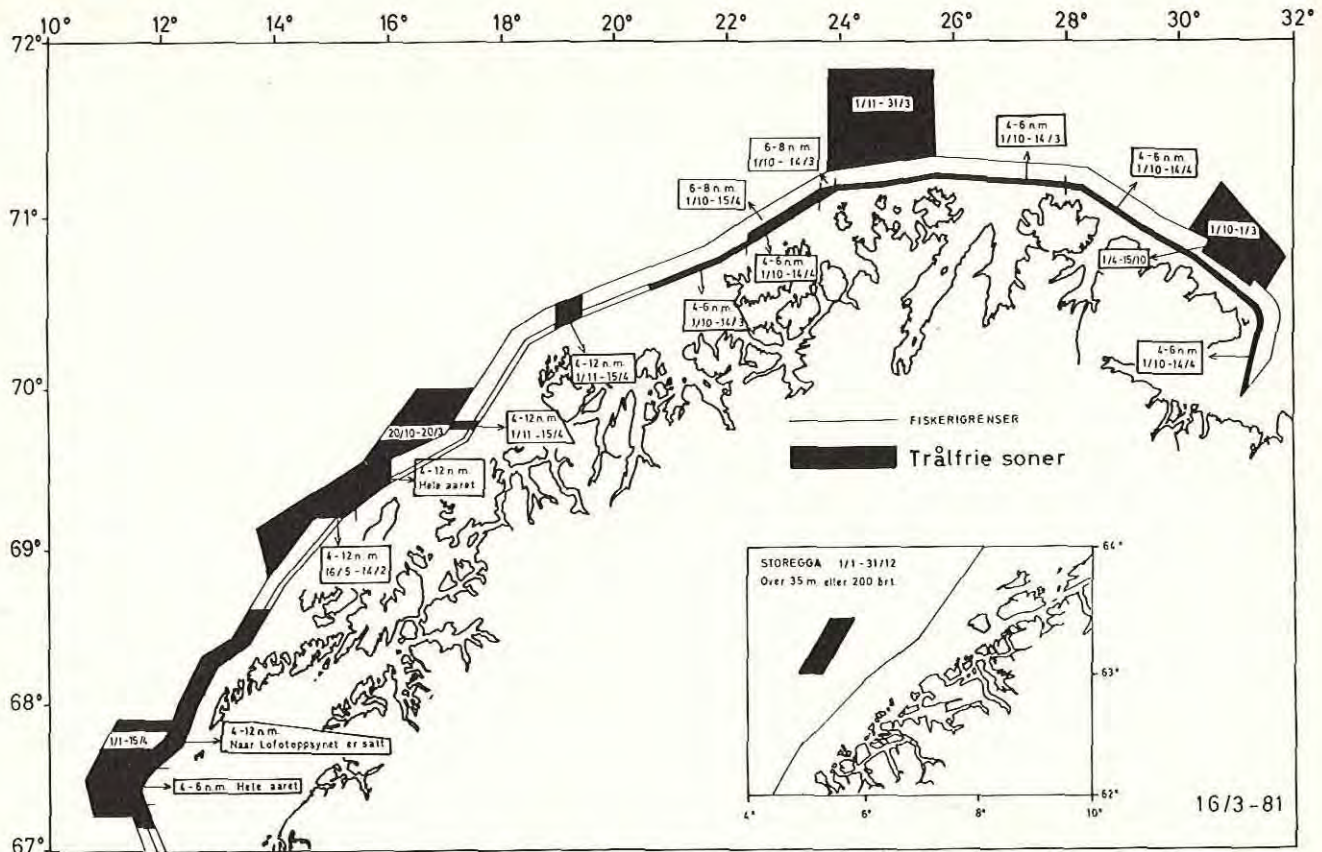 10° 12° 14° 16° 18° 20° 22° 24° 26° 28° 30° 32°
72°
71°
70°
69°
68°
67°
1/11 - 31/3
4-6 n.m
1/10 - 14/3
6-8 n m.
1/10 - 14/3
4-6 n.m.
1/10-14/4
6-8 n.m.
1/10-15/4
1/10-1/3
1/4-15/10
4-6 n.m
1/10-14/4
4-6 n m.
1/10-14/3
4-6 n.m
1/10-14/4
4-12 n.m.
1/11-15/4
20/10-20/3
4-12 n.m.
1/11-15/4
4-12 n.m.
Hele aaret
4-12 n.m.
16/5-14/2
1/1-15/4
4-12 n.m.
Naar Lofotoppsynet er satt
4-6 n.m. Hele aaret
FISKERIGRENSER
Trålfrie soner
STOREGGA 1/1 - 31/12
Over 35 m. eller 200 brt.
64°
63°
62°
4° 6° 8° 10°
16/3-81